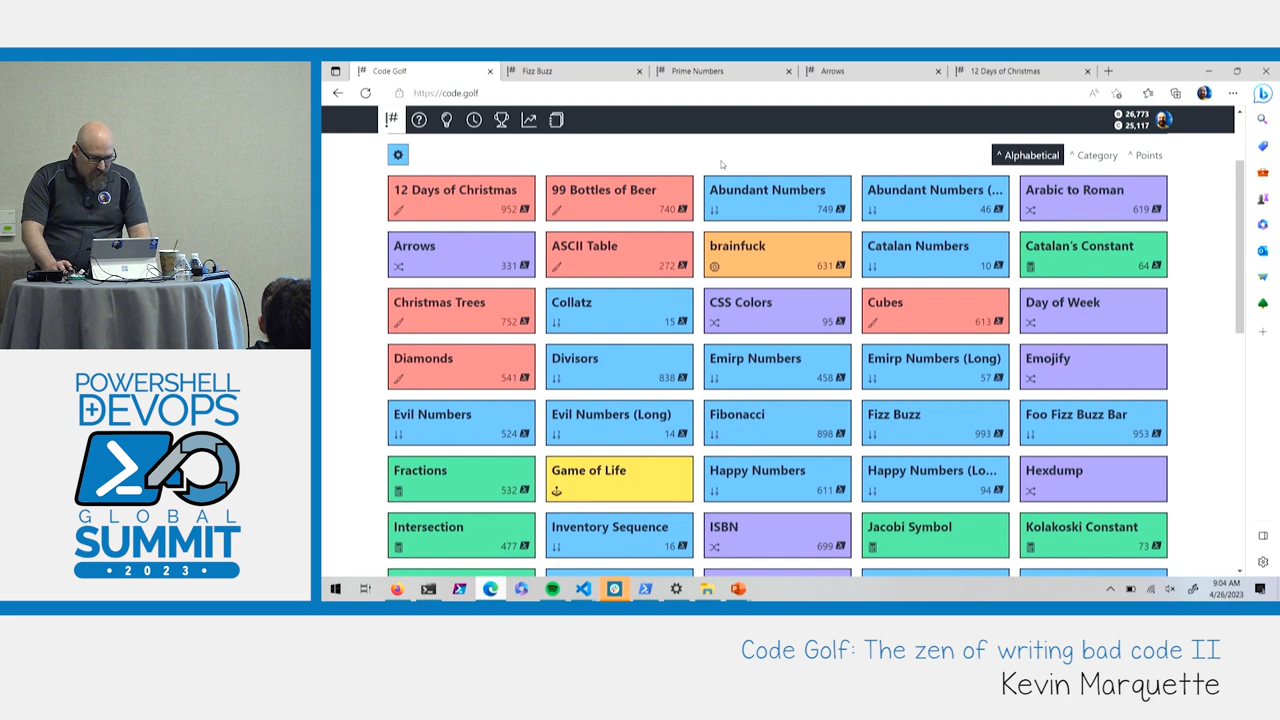 Code Golf
Fizz Buzz
Prime Numbers
Arrows
12 Days of Christmas
https://code.golf
26,773
25,117
^ Alphabetical
^ Category
^ Points
12 Days of Christmas
952
99 Bottles of Beer
740
Abundant Numbers
749
Abundant Numbers (...
46
Arabic to Roman
619
Arrows
331
ASCII Table
272
brainfuck
631
Catalan Numbers
10
Catalan's Constant
64
Christmas Trees
752
Collatz
15
CSS Colors
95
Cubes
613
Day of Week
Diamonds
541
Divisors
838
Emirp Numbers
458
Emirp Numbers (Long)
57
Emojify
Evil Numbers
524
Evil Numbers (Long)
14
Fibonacci
898
Fizz Buzz
993
Foo Fizz Buzz Bar
953
Fractions
532
Game of Life
Happy Numbers
611
Happy Numbers (Lo...
94
Hexdump
Intersection
477
Inventory Sequence
16
ISBN
699
Jacobi Symbol
Kolakoski Constant
73
9:04 AM
4/26/2023
POWERSHELL
+DEVOPS
GLOBAL
SUMMIT
• 2023 •
Code Golf: The zen of writing bad code II
Kevin Marquette